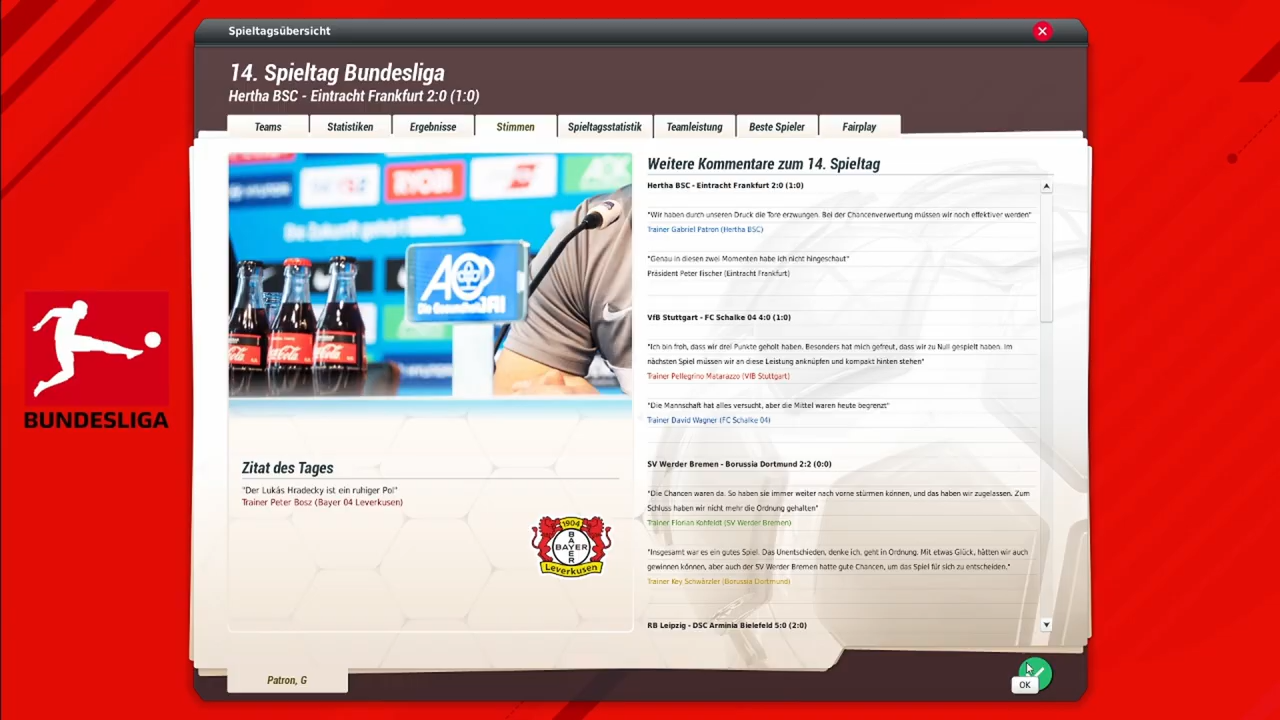 Spieltagsübersicht
14. Spieltag Bundesliga
Hertha BSC - Eintracht Frankfurt 2:0 (1:0)
Teams
Statistiken
Ergebnisse
Stimmen
Spieltagsstatistik
Teamleistung
Beste Spieler
Fairplay
RYOBI
Die Zukunft gehört
Coca-Cola
Weitere Kommentare zum 14. Spieltag
Hertha BSC - Eintracht Frankfurt 2:0 (1:0)
"Wir haben durch unseren Druck die Tore erzwungen. Bei der Chancenverwertung müssen wir noch effektiver werden"
Trainer Gabriel Patron (Hertha BSC)
"Genau in diesen zwei Momenten habe ich nicht hingeschaut"
Präsident Peter Fischer (Eintracht Frankfurt)
VfB Stuttgart - FC Schalke 04 4:0 (1:0)
"Ich bin froh, dass wir drei Punkte geholt haben. Besonders hat mich gefreut, dass wir zu Null gespielt haben. Im
nächsten Spiel müssen wir an diese Leistung anknüpfen und kompakt hinten stehen"
Trainer Pellegrino Matarazzo (VfB Stuttgart)
"Die Mannschaft hat alles versucht, aber die Mittel waren heute begrenzt"
Trainer David Wagner (FC Schalke 04)
SV Werder Bremen - Borussia Dortmund 2:2 (0:0)
"Die Chancen waren da. So haben sie immer weiter nach vorne stürmen können, und das haben wir zugelassen. Zum
Schluss haben wir nicht mehr die Ordnung gehalten"
Trainer Florian Kohfeldt (SV Werder Bremen)
"Insgesamt war es ein gutes Spiel. Das Unentschieden, denke ich, geht in Ordnung. Mit etwas Glück, hätten wir auch
gewinnen können, aber auch der SV Werder Bremen hatte gute Chancen, um das Spiel für sich zu entscheiden."
Trainer Key Schwärzler (Borussia Dortmund)
RB Leipzig - DSC Arminia Bielefeld 5:0 (2:0)
Zitat des Tages
"Der Lukás Hradecky ist ein ruhiger Pol"
Trainer Peter Bosz (Bayer 04 Leverkusen)
1904
BAYER
BAYER
Leverkusen
BUNDESLIGA
Patron, G
OK